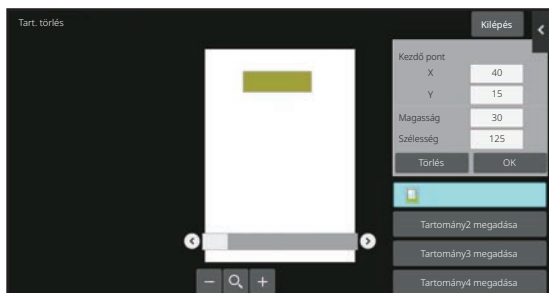 Tart. törlés
Kilépés
Kezdő pont
X 40
Y 15
Magasság 30
Szélesség 125
Törlés OK
Tartomány2 megadása
Tartomány3 megadása
Tartomány4 megadása